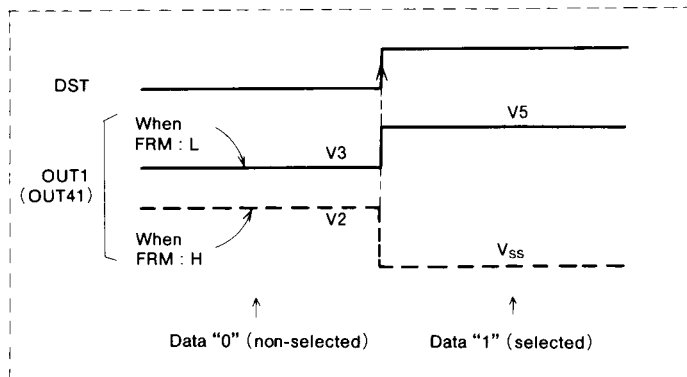 DST
When
FRM : L
V3
V5
OUT1
(OUT41)
V2
When
FRM : H
VSS
Data “0” (non-selected)
Data “1” (selected)